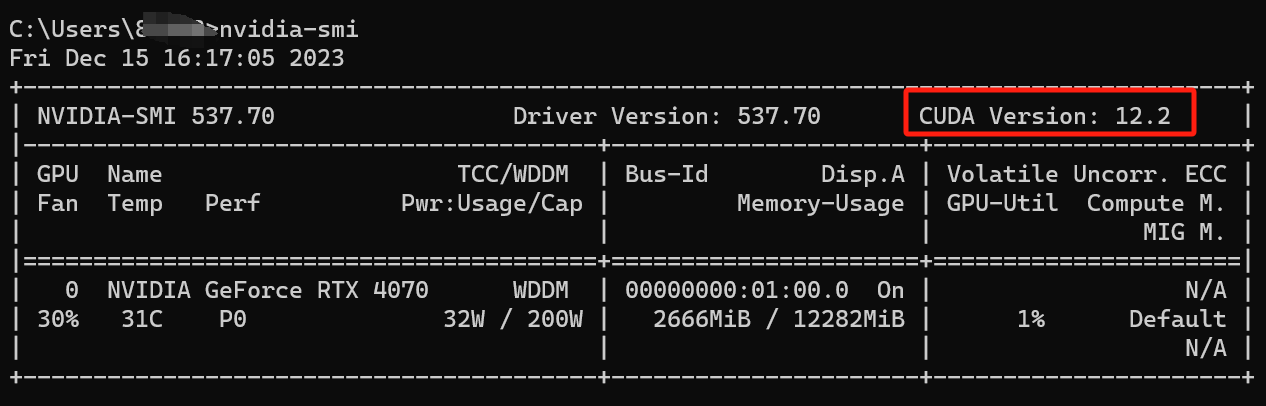 C:\Users\8>nvidia-smi
Fri Dec 15 16:17:05 2023
+-----------------------------------------------------------------------------------------+
| NVIDIA-SMI 537.70                 Driver Version: 537.70       CUDA Version: 12.2     |
|-----------------------------------------+----------------------+----------------------+
| GPU  Name                     TCC/WDDM  | Bus-Id        Disp.A | Volatile Uncorr. ECC |
| Fan  Temp   Perf          Pwr:Usage/Cap |         Memory-Usage | GPU-Util  Compute M. |
|                                         |                      |               MIG M. |
|=========================================+======================+======================|
|   0  NVIDIA GeForce RTX 4070      WDDM  | 00000000:01:00.0  On |                  N/A |
| 30%   31C    P0                32W / 200W |   2666MiB / 12282MiB |      1%      Default |
|                                         |                      |                  N/A |
+-----------------------------------------+----------------------+----------------------+